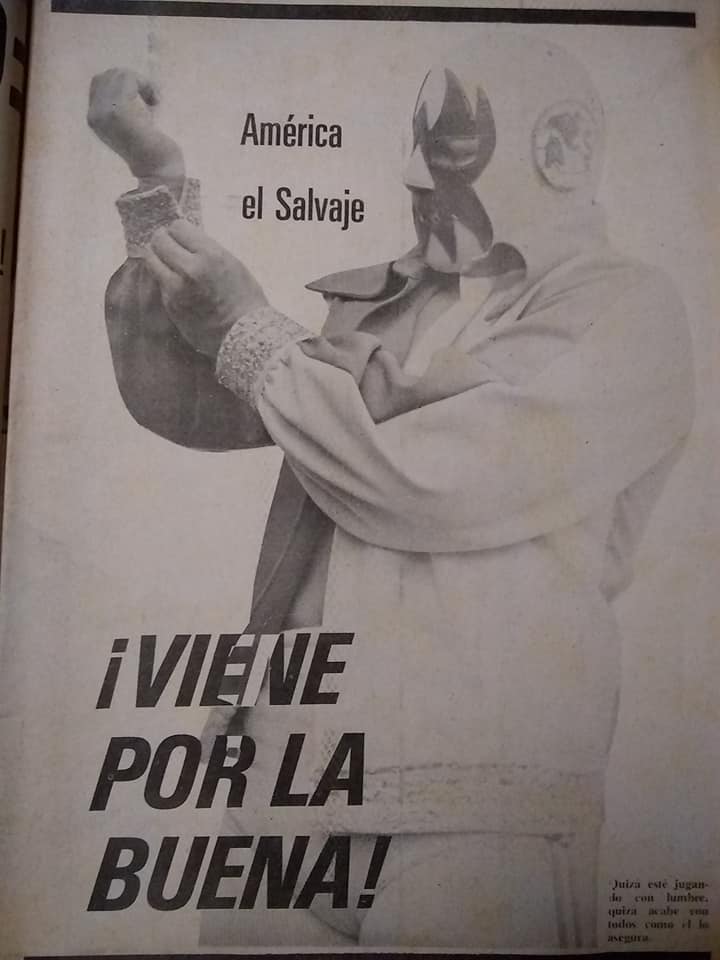 América
el Salvaje
¡VIENE
POR LA
BUENA!
Quizá esté jugan-
do con lumbre,
quizá acabe con
todos como él lo
asegura.